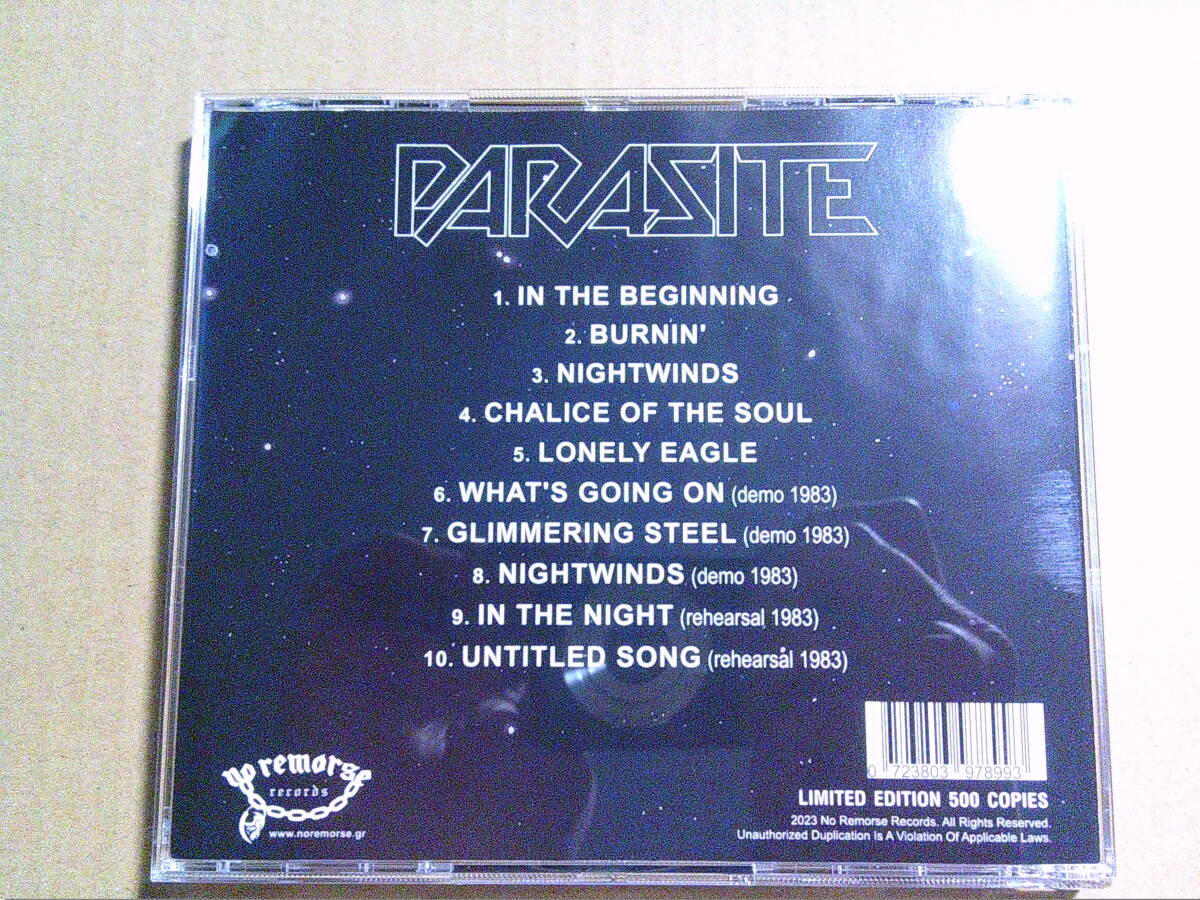 PARASITE
1. IN THE BEGINNING
2. BURNIN'
3. NIGHTWINDS
4. CHALICE OF THE SOUL
5. LONELY EAGLE
6. WHAT'S GOING ON (demo 1983)
7. GLIMMERING STEEL (demo 1983)
8. NIGHTWINDS (demo 1983)
9. IN THE NIGHT (rehearsal 1983)
10. UNTITLED SONG (rehearsal 1983)
no remorse
records
www.noremorse.gr
0 723803 978993
LIMITED EDITION 500 COPIES
2023 No Remorse Records. All Rights Reserved.
Unauthorized Duplication Is A Violation Of Applicable Laws.